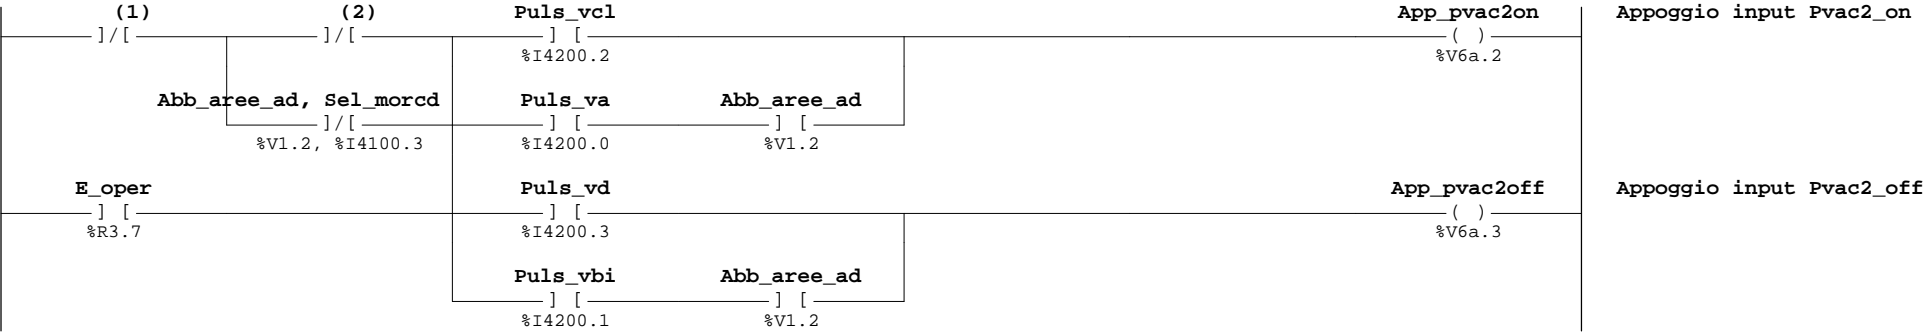 (1) (2) Puls_vcl App_pvac2on Appoggio input Pvac2_on
]/[ ]/[ ] [ ( )
%I4200.2 %V6a.2
Abb_aree_ad, Sel_morcd Puls_va Abb_aree_ad
]/[ ] [ ] [
%V1.2, %I4100.3 %I4200.0 %V1.2
E_oper Puls_vd App_pvac2off Appoggio input Pvac2_off
] [ ] [ ( )
%R3.7 %I4200.3 %V6a.3
Puls_vbi Abb_aree_ad
] [ ] [
%I4200.1 %V1.2